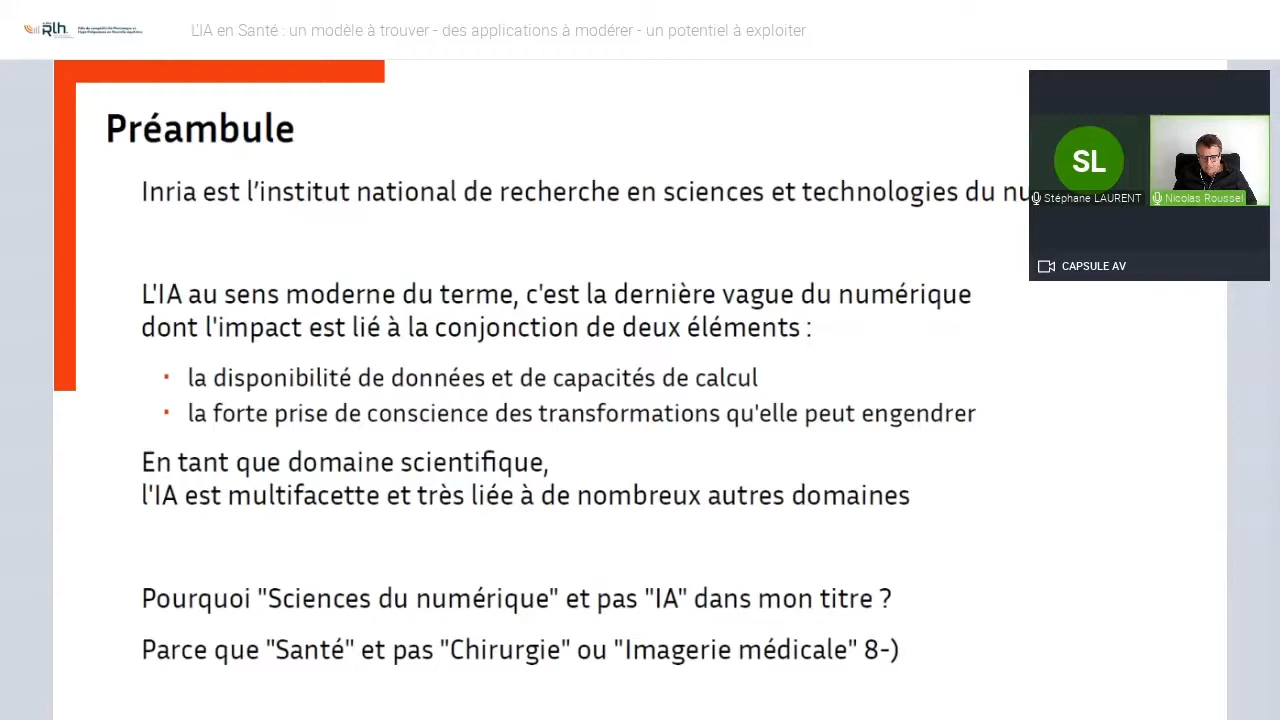 Rlh
L'IA en Santé : un modèle à trouver - des applications à modérer - un potentiel à exploiter
Préambule
Inria est l'institut national de recherche en sciences et technologies du nu
SL
Stéphane LAURENT
Nicolas Roussel
CAPSULE AV
L'IA au sens moderne du terme, c'est la dernière vague du numérique
dont l'impact est lié à la conjonction de deux éléments :
▪ la disponibilité de données et de capacités de calcul
▪ la forte prise de conscience des transformations qu'elle peut engendrer
En tant que domaine scientifique,
l'IA est multifacette et très liée à de nombreux autres domaines
Pourquoi "Sciences du numérique" et pas "IA" dans mon titre ?
Parce que "Santé" et pas "Chirurgie" ou "Imagerie médicale" 8-)